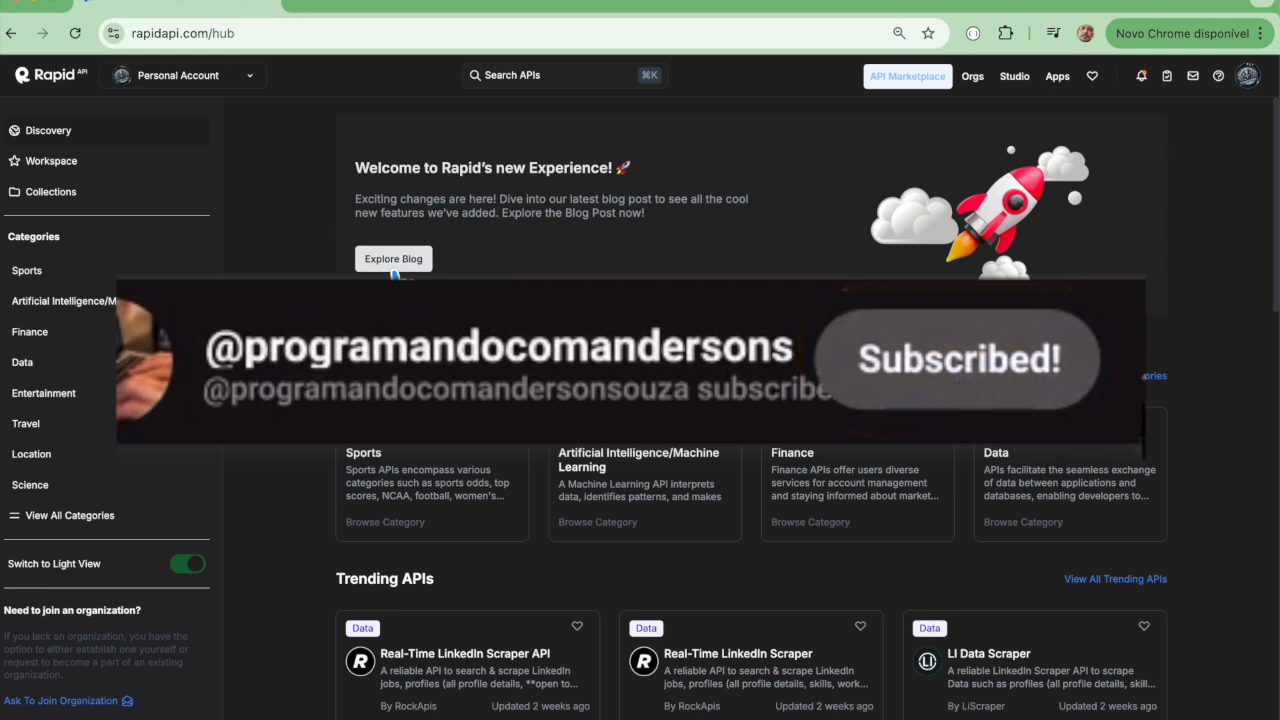 rapidapi.com/hub
Novo Chrome disponível
Rapid API
Personal Account
Search APIs
⌘K
API Marketplace
Orgs
Studio
Apps
Discovery
Workspace
Collections
Categories
Sports
Artificial Intelligence/M
Finance
Data
Entertainment
Travel
Location
Science
View All Categories
Switch to Light View
Need to join an organization?
If you lack an organization, you have the
option to either establish one yourself or
request to become a part of an existing
organization.
Ask To Join Organization
Welcome to Rapid's new Experience! 🚀
Exciting changes are here! Dive into our latest blog post to see all the cool
new features we've added. Explore the Blog Post now!
Explore Blog
@programandocomandersons
@programandocomandersonsouza subscribe
Subscribed!
ories
Sports
Sports APIs encompass various
categories such as sports odds, top
scores, NCAA, football, women's...
Browse Category
Artificial Intelligence/Machine
Learning
A Machine Learning API interprets
data, identifies patterns, and makes
Browse Category
Finance
Finance APIs offer users diverse
services for account management
and staying informed about market...
Browse Category
Data
APIs facilitate the seamless exchange
of data between applications and
databases, enabling developers to...
Browse Category
Trending APIs
View All Trending APIs
Data
Real-Time LinkedIn Scraper API
A reliable API to search & scrape LinkedIn
jobs, profiles (all profile details, **open to...
By RockApis
Updated 2 weeks ago
Data
Real-Time LinkedIn Scraper
A reliable API to search & scrape LinkedIn
jobs, profiles (all profile details, skills, work...
By RockApis
Updated 2 weeks ago
Data
LI Data Scraper
A reliable LinkedIn Scraper API to scrape
Data such as profiles (all profile details, skill...
By LiScraper
Updated 2 weeks ago